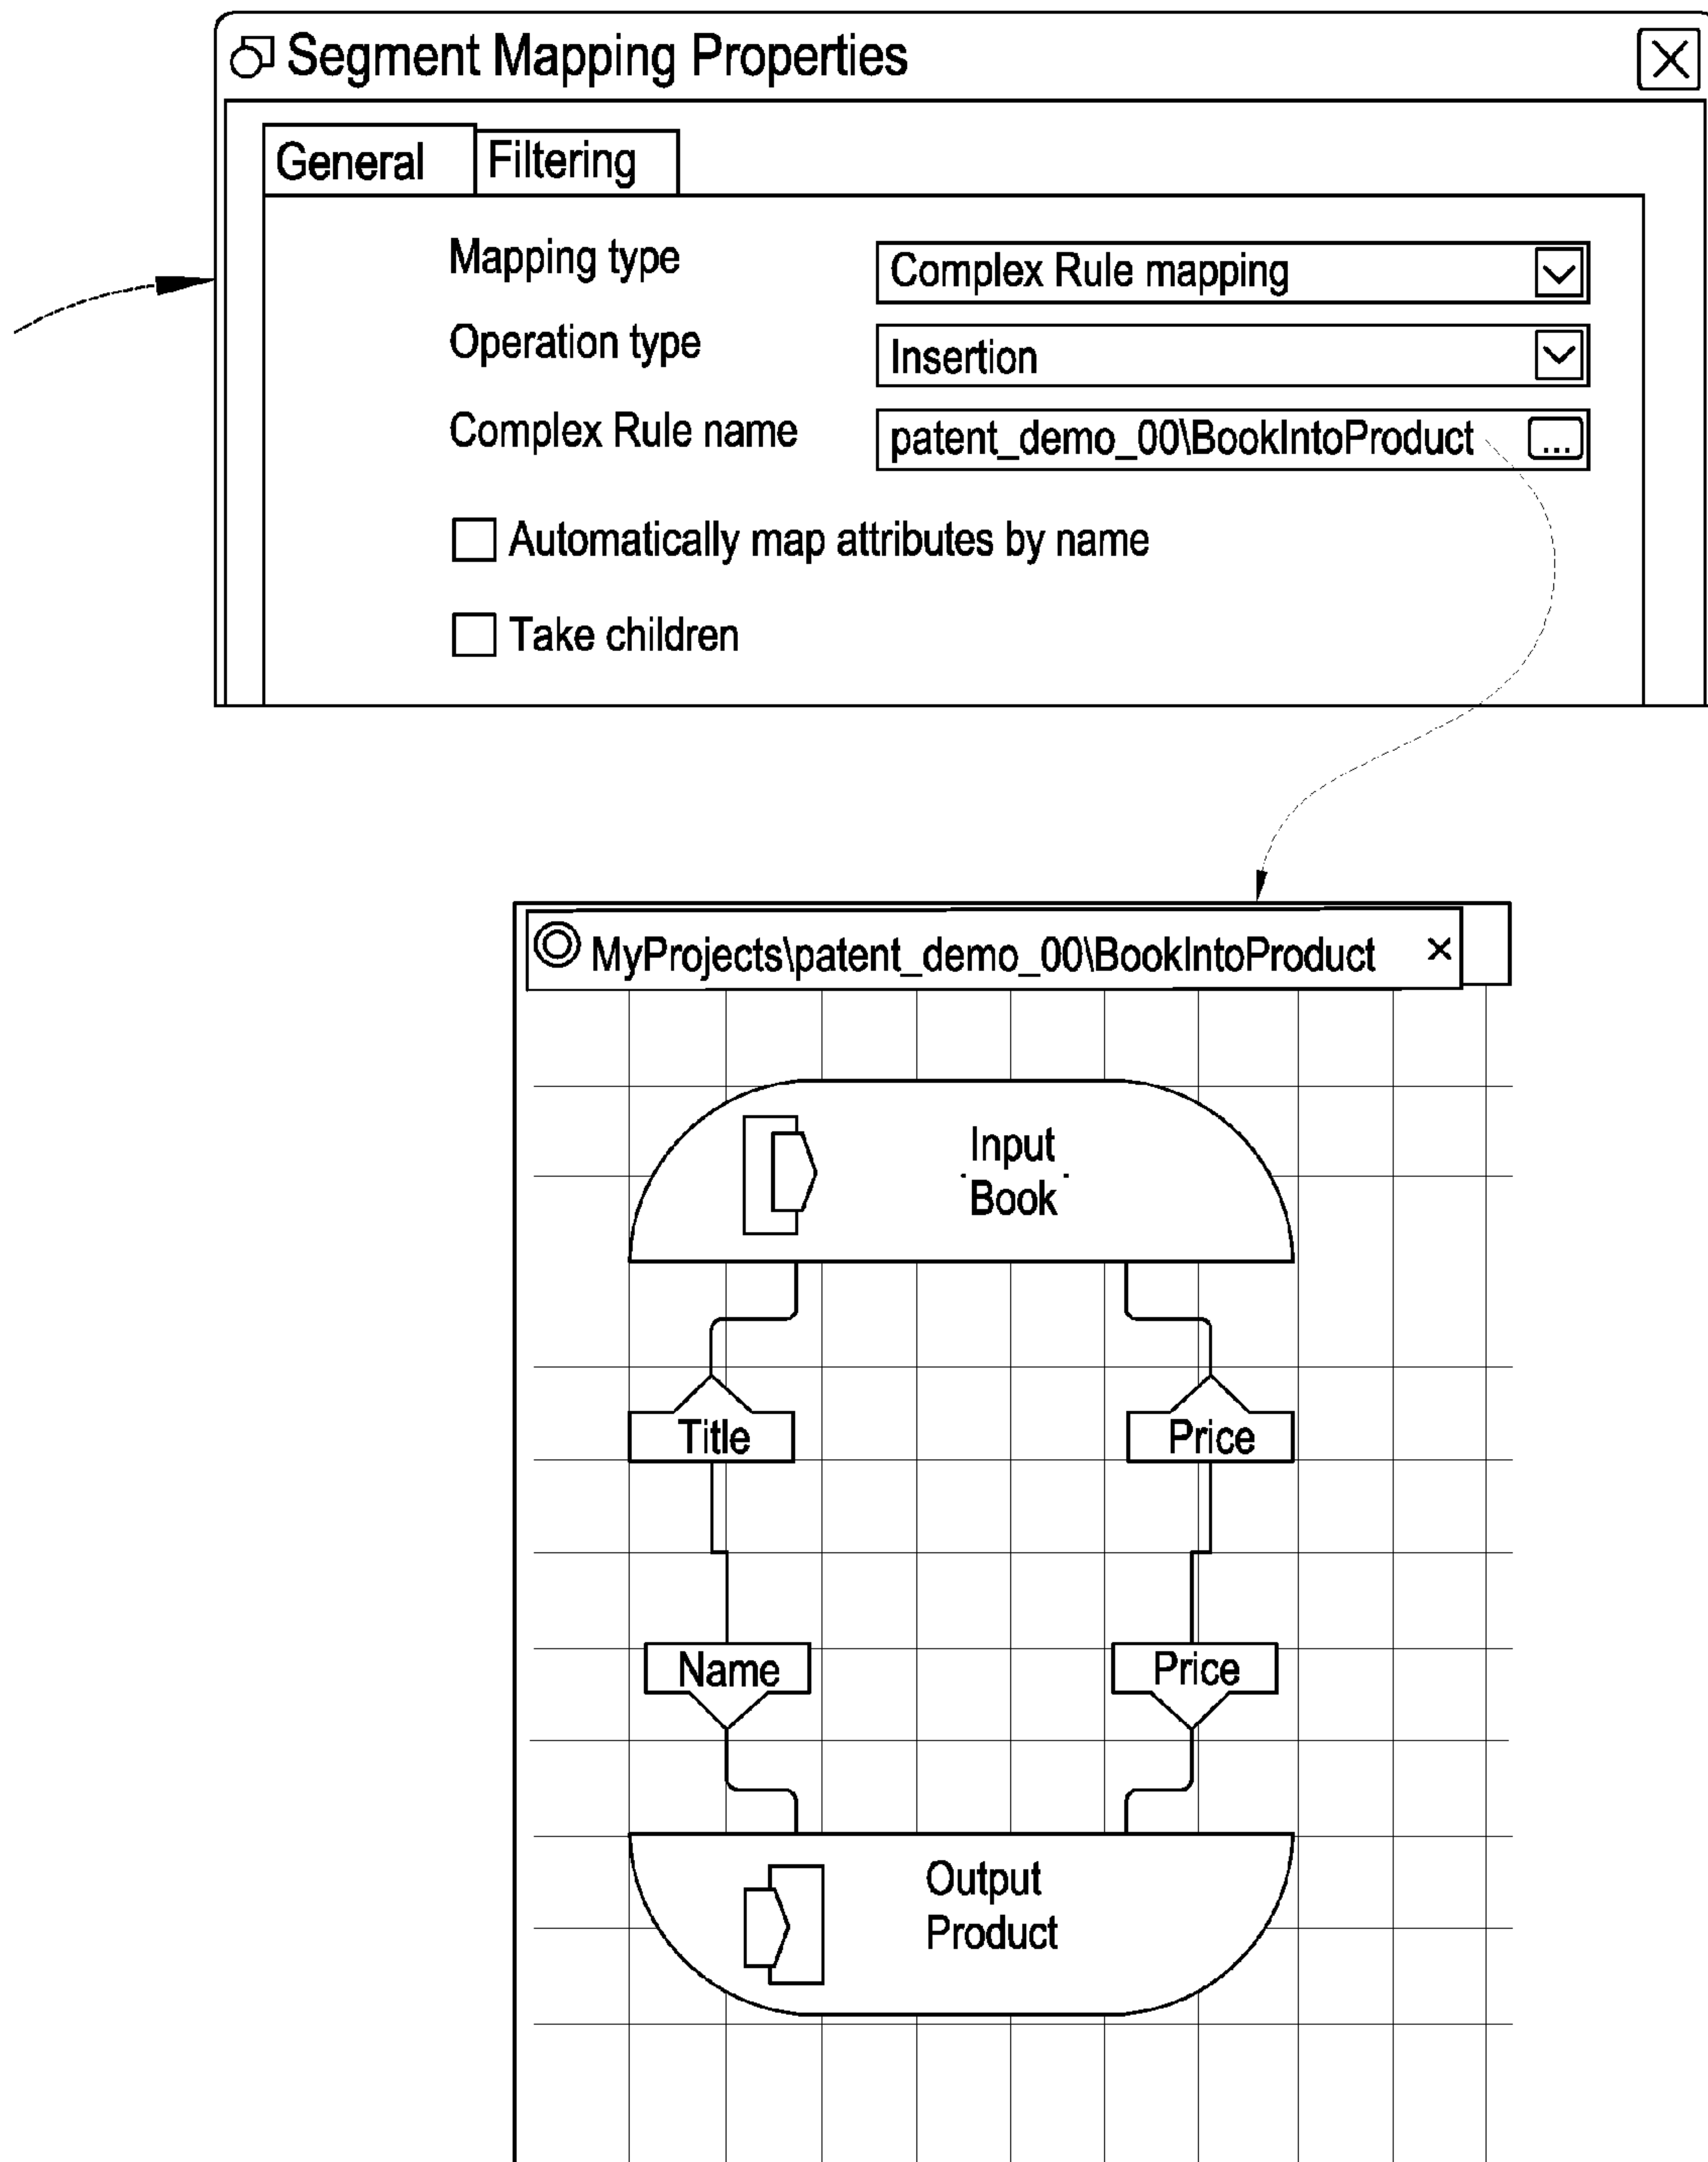 Segment Mapping Properties
General Filtering
Mapping type Complex Rule mapping
Operation type Insertion
Complex Rule name patent_demo_00\BookIntoProduct ...
Automatically map attributes by name
Take children
MyProjects\patent_demo_00\BookIntoProduct
Input
Book
Title Price
Name Price
Output
Product